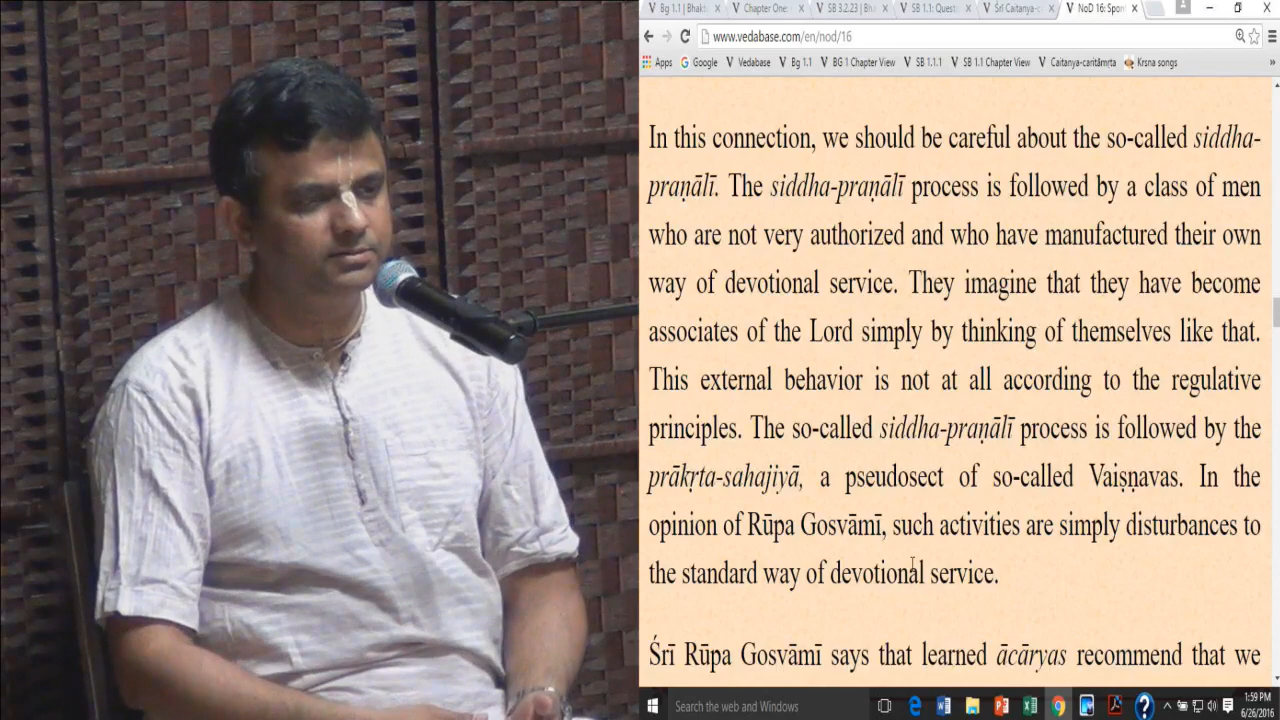 Bg 1.1 | Bhakt
Chapter One:
SB 3.2.23 | Bh
SB 1.1: Quest
Śrī Caitanya-c
NoD 16: Spon
www.vedabase.com/en/nod/16
Apps Google Vedabase Bg 1.1 BG 1 Chapter View SB 1.1.1 SB 1.1 Chapter View Caitanya-caritāmṛta Krsna songs »
In this connection, we should be careful about the so-called siddha-
praṇālī. The siddha-praṇālī process is followed by a class of men
who are not very authorized and who have manufactured their own
way of devotional service. They imagine that they have become
associates of the Lord simply by thinking of themselves like that.
This external behavior is not at all according to the regulative
principles. The so-called siddha-praṇālī process is followed by the
prākṛta-sahajiyā, a pseudosect of so-called Vaiṣṇavas. In the
opinion of Rūpa Gosvāmī, such activities are simply disturbances to
the standard way of devotional service.
Śrī Rūpa Gosvāmī says that learned ācāryas recommend that we
Search the web and Windows
1:59 PM
6/26/2016